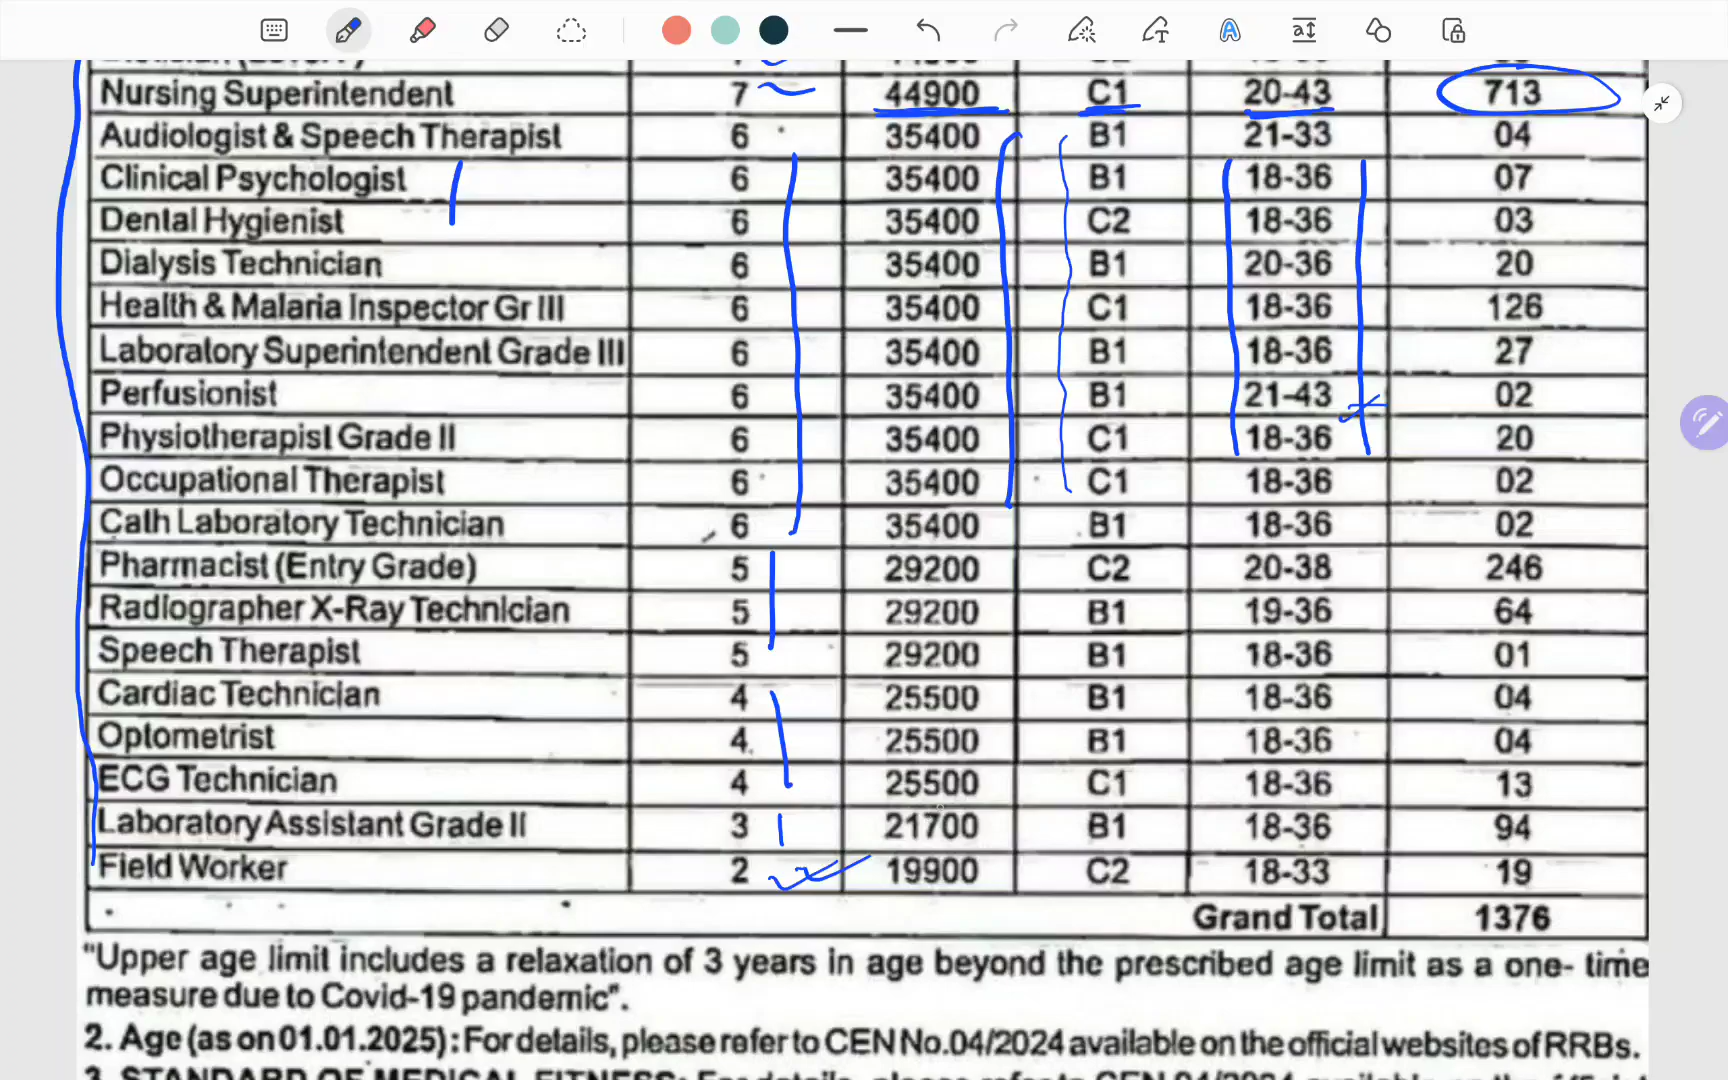 Nursing Superintendent 7 44900 C1 20-43 713
Audiologist & Speech Therapist 6 35400 B1 21-33 04
Clinical Psychologist 6 35400 B1 18-36 07
Dental Hygienist 6 35400 C2 18-36 03
Dialysis Technician 6 35400 B1 20-36 20
Health & Malaria Inspector Gr III 6 35400 C1 18-36 126
Laboratory Superintendent Grade III 6 35400 B1 18-36 27
Perfusionist 6 35400 B1 21-43 02
Physiotherapist Grade II 6 35400 C1 18-36 20
Occupational Therapist 6 35400 C1 18-36 02
Cath Laboratory Technician 6 35400 B1 18-36 02
Pharmacist (Entry Grade) 5 29200 C2 20-38 246
Radiographer X-Ray Technician 5 29200 B1 19-36 64
Speech Therapist 5 29200 B1 18-36 01
Cardiac Technician 4 25500 B1 18-36 04
Optometrist 4 25500 B1 18-36 04
ECG Technician 4 25500 C1 18-36 13
Laboratory Assistant Grade II 3 21700 B1 18-36 94
Field Worker 2 19900 C2 18-33 19
Grand Total 1376
"Upper age limit includes a relaxation of 3 years in age beyond the prescribed age limit as a one- time
measure due to Covid-19 pandemic".
2. Age (as on 01.01.2025): For details, please refer to CEN No.04/2024 available on the official websites of RRBs.